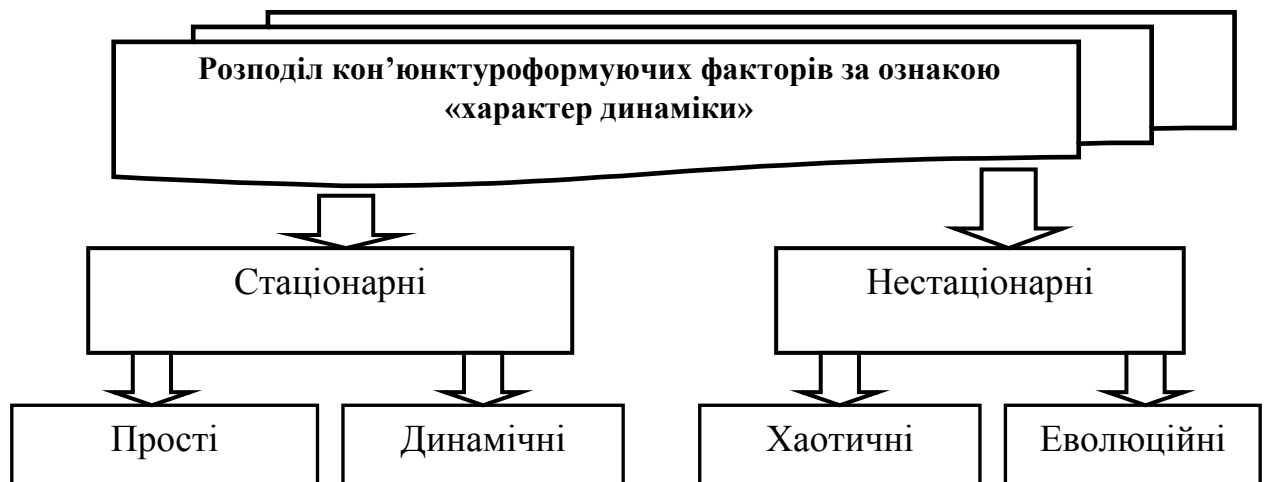 Розподіл кон’юнктуроформуючих факторів за ознакою
«характер динаміки»
Стаціонарні
Нестаціонарні
Прості
Динамічні
Хаотичні
Еволюційні